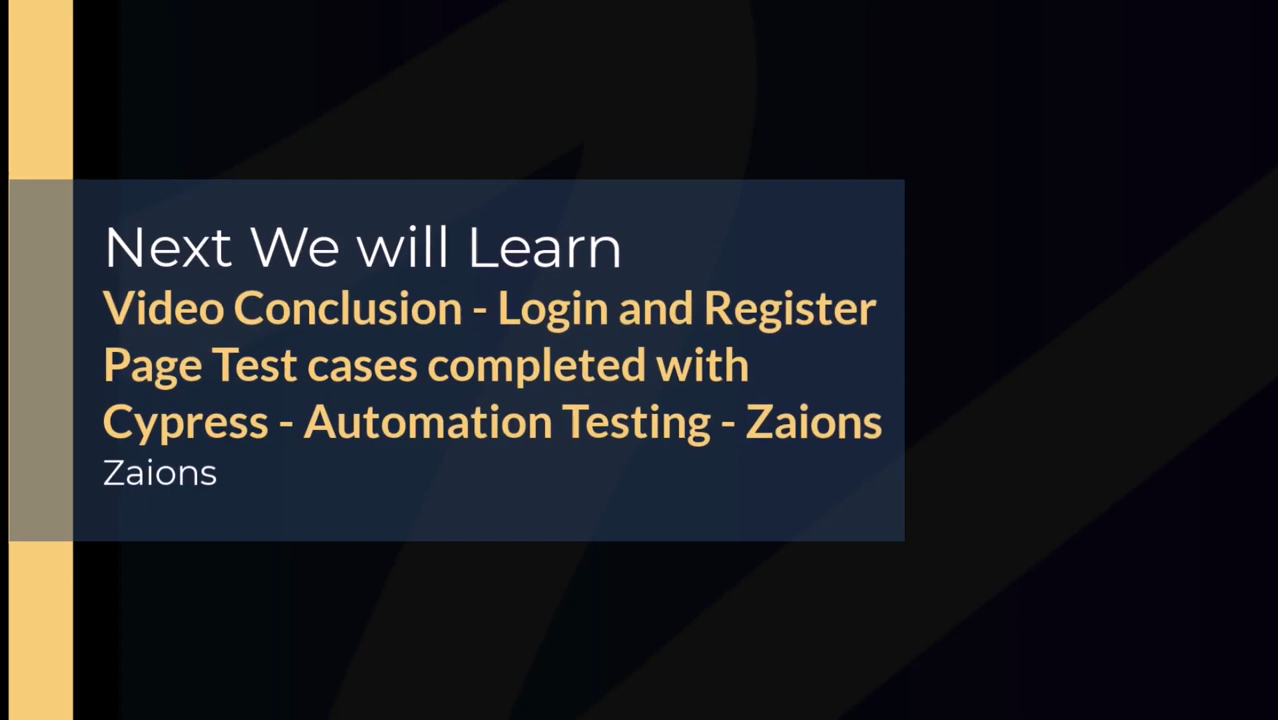 Next We will Learn
Video Conclusion - Login and Register
Page Test cases completed with
Cypress - Automation Testing - Zaions
Zaions